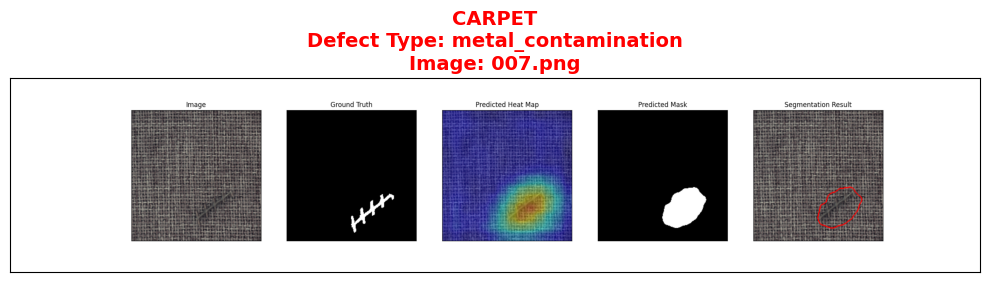 CARPET
Defect Type: metal_contamination
Image: 007.png
Image
Ground Truth
Predicted Heat Map
Predicted Mask
Segmentation Result